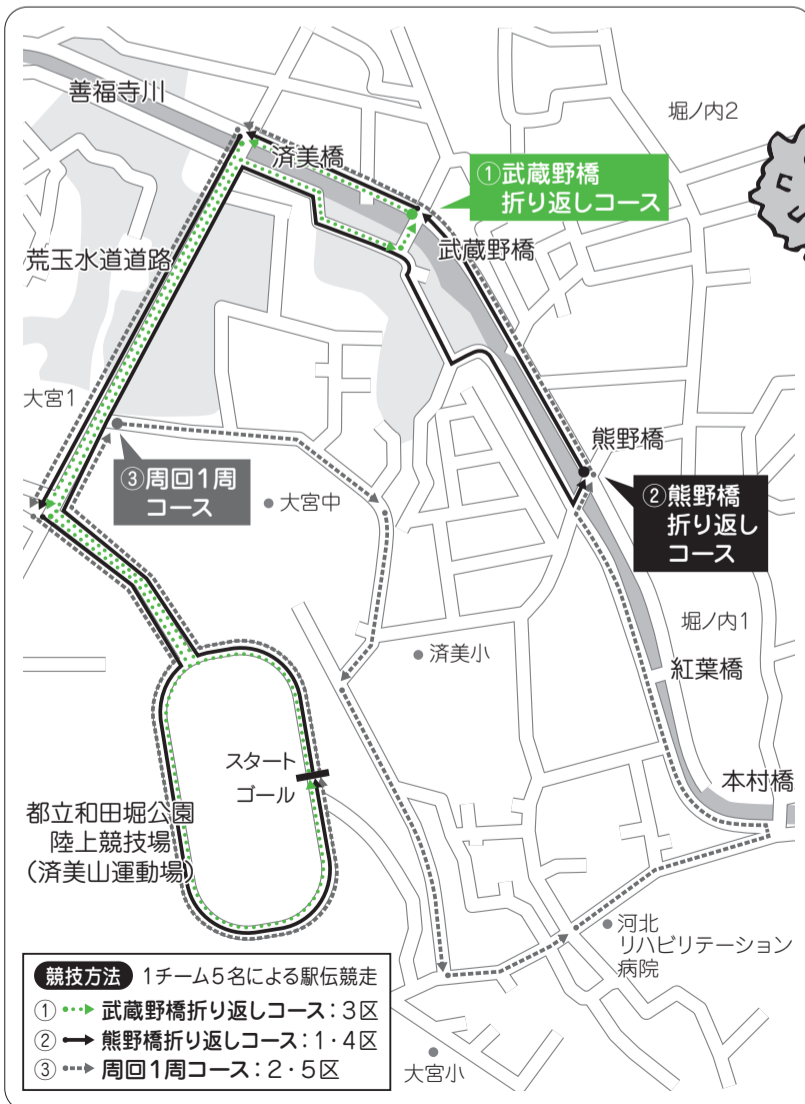 善福寺川
堀ノ内2
済美橋
①武蔵野橋
折り返しコース
荒玉水道道路
武蔵野橋
大宮1
熊野橋
③周回1周
コース
大宮中
②熊野橋
折り返し
コース
堀ノ内1
済美小
紅葉橋
スタート
ゴール
本村橋
都立和田堀公園
陸上競技場
(済美山運動場)
河北
リハビリテーション
病院
競技方法 1チーム5名による駅伝競走
① 武蔵野橋折り返しコース:3区
② 熊野橋折り返しコース:1・4区
③ 周回1周コース:2・5区
大宮小